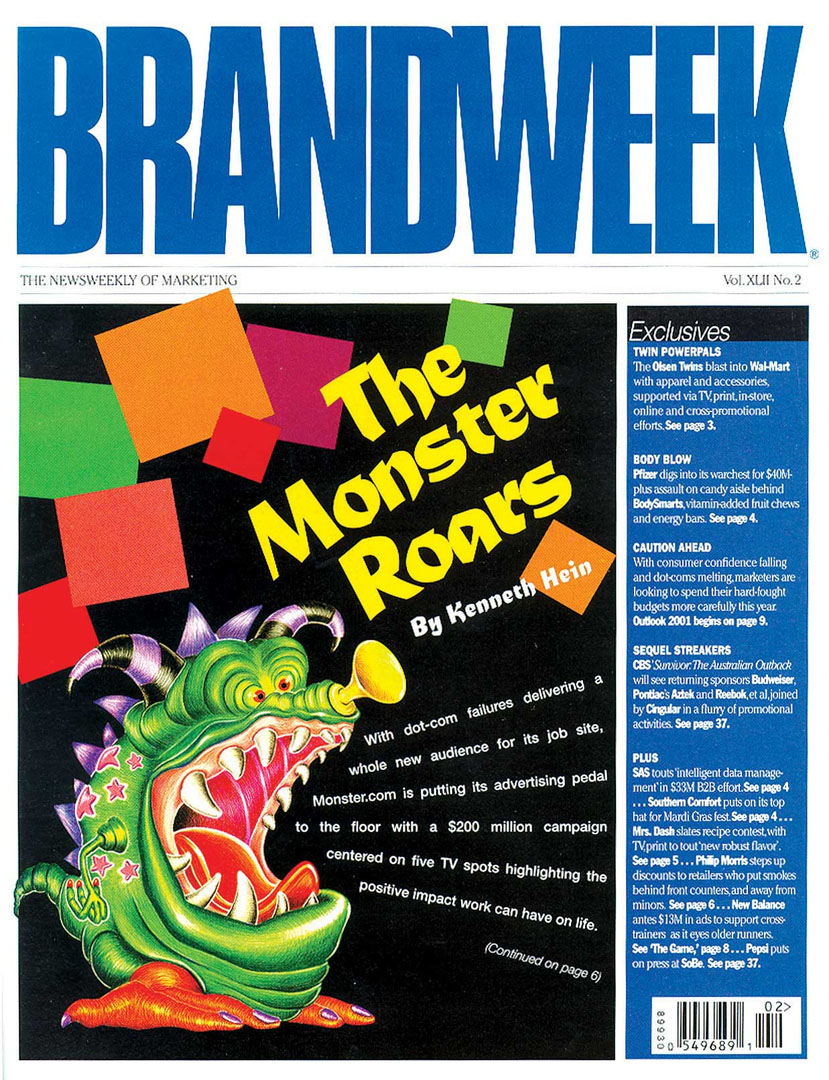 BRANDWEEK
®
THE NEWSWEEKLY OF MARKETING
Vol. XLII No. 2
The
Monster
Roars
By Kenneth Hein
With dot-com failures delivering a
whole new audience for its job site,
Monster.com is putting its advertising pedal
to the floor with a $200 million campaign
centered on five TV spots highlighting the
positive impact work can have on life.
(Continued on page 6)
Exclusives
TWIN POWERPALS
The Olsen Twins blast into Wal-Mart
with apparel and accessories,
supported via TV, print, in-store,
online and cross-promotional
efforts. See page 3.
BODY BLOW
Pfizer digs into its warchest for $40M-
plus assault on candy aisle behind
BodySmarts, vitamin-added fruit chews
and energy bars. See page 4.
CAUTION AHEAD
With consumer confidence falling
and dot-coms melting, marketers are
looking to spend their hard-fought
budgets more carefully this year.
Outlook 2001 begins on page 9.
SEQUEL STREAKERS
CBS' Survivor: The Australian Outback
will see returning sponsors Budweiser,
Pontiac's Aztek and Reebok, et al, joined
by Cingular in a flurry of promotional
activities. See page 37.
PLUS
SAS touts 'intelligent data manage-
ment' in $33M B2B effort. See page 4
. . . Southern Comfort puts on its top
hat for Mardi Gras fest. See page 4 . . .
Mrs. Dash slates recipe contest, with
TV, print to tout 'new robust flavor'.
See page 5 . . . Philip Morris steps up
discounts to retailers who put smokes
behind front counters, and away from
minors. See page 6 . . . New Balance
antes $13M in ads to support cross-
trainers as it eyes older runners.
See 'The Game,' page 8 . . . Pepsi puts
on press at SoBe. See page 37.
02>
89930
0 549689 1